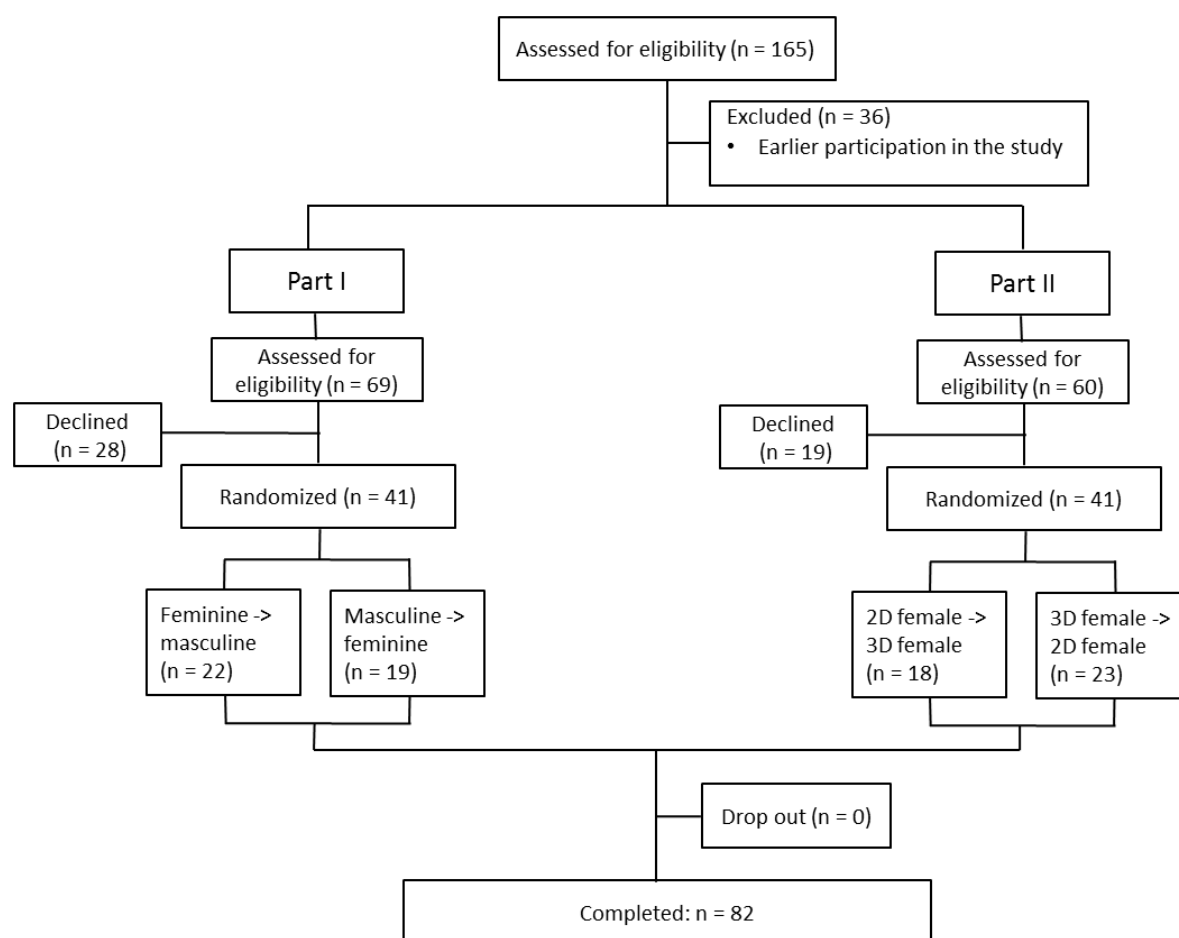 Assessed for eligibility (n = 165)
Excluded (n = 36)
• Earlier participation in the study
Part I
Part II
Assessed for
eligibility (n = 69)
Assessed for
eligibility (n = 60)
Declined
(n = 28)
Declined
(n = 19)
Randomized (n = 41)
Randomized (n = 41)
Feminine ->
masculine
(n = 22)
Masculine ->
feminine
(n = 19)
2D female ->
3D female
(n = 18)
3D female ->
2D female
(n = 23)
Drop out (n = 0)
Completed: n = 82